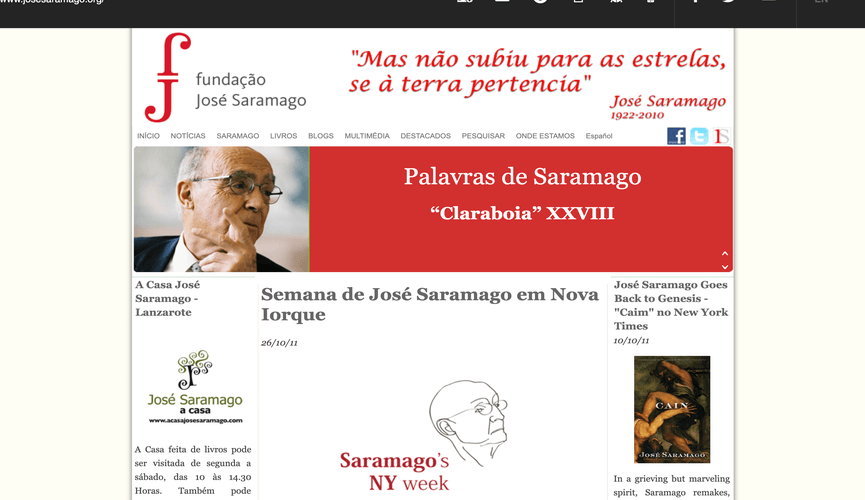 www.josesaramago.org/
EN
fundação
José Saramago
"Mas não subiu para as estrelas,
se à terra pertencia"
José Saramago
1922-2010
INÍCIO NOTÍCIAS SARAMAGO LIVROS BLOGS MULTIMÉDIA DESTACADOS PESQUISAR ONDE ESTAMOS Español
Palavras de Saramago
“Claraboia” XXVIII
A Casa José
Saramago -
Lanzarote
José Saramago
a casa
www.acasajosesaramago.com
A Casa feita de livros pode
ser visitada de segunda a
sábado, das 10 às 14.30
Horas. Também pode
Semana de José Saramago em Nova
Iorque
26/10/11
Saramago's
NY week
José Saramago Goes
Back to Genesis -
"Caim" no New York
Times
10/10/11
CAIN
JOSÉ SARAMAGO
In a grieving but marveling
spirit, Saramago remakes,